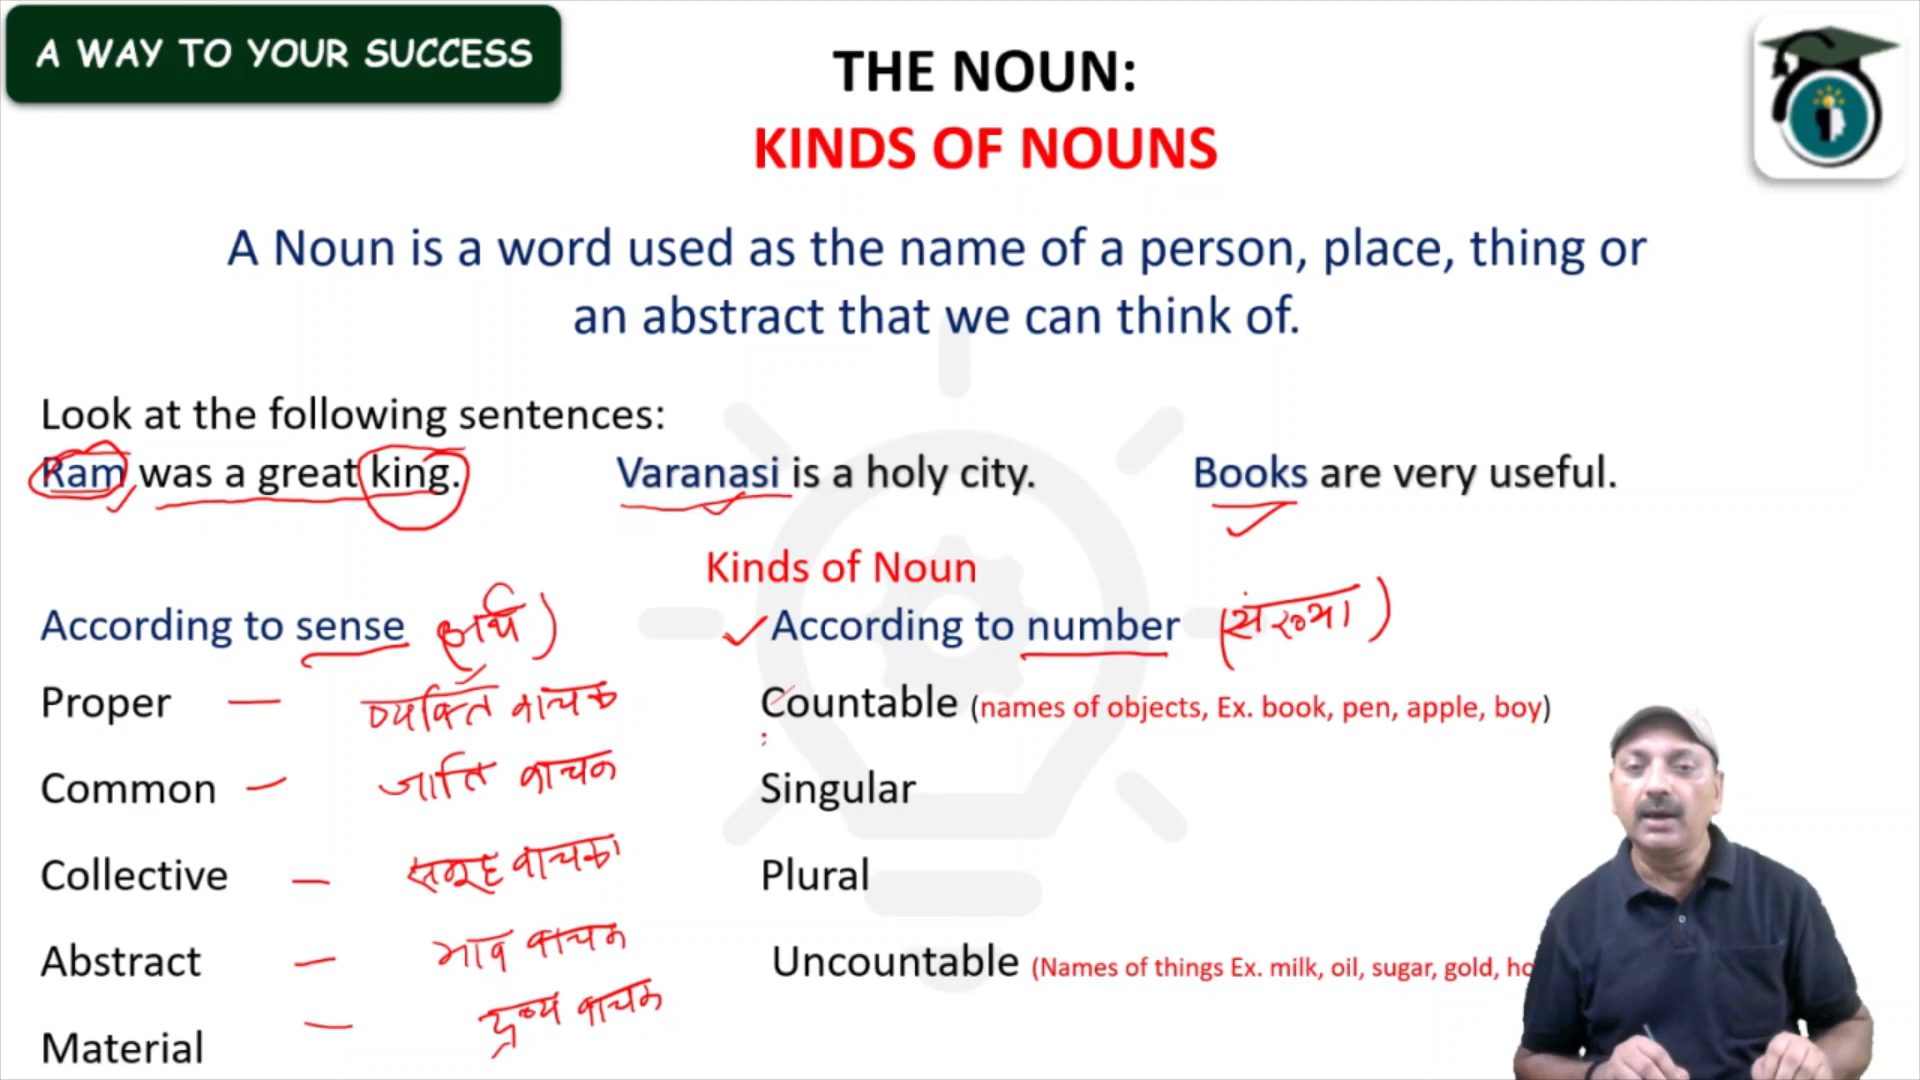 A WAY TO YOUR SUCCESS
THE NOUN:
KINDS OF NOUNS
A Noun is a word used as the name of a person, place, thing or
an abstract that we can think of.
Look at the following sentences:
Ram was a great king. Varanasi is a holy city. Books are very useful.
Kinds of Noun
According to sense (अर्थ) According to number (संख्या)
Proper — व्यक्ति वाचक Countable (names of objects, Ex. book, pen, apple, boy)
Common — जाति वाचक Singular
Collective — समूह वाचक Plural
Abstract — भाव वाचक Uncountable (Names of things Ex. milk, oil, sugar, gold,
Material — द्रव्य वाचक